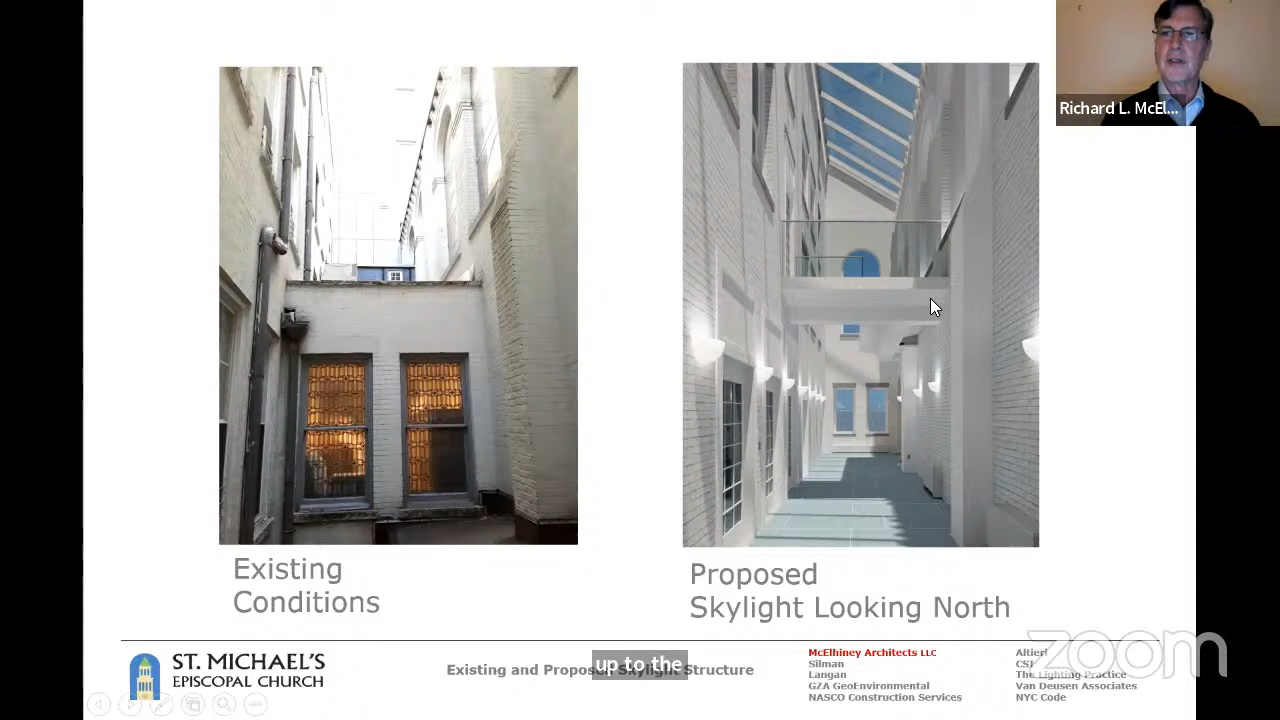 Richard L. McEl...
Existing
Conditions
Proposed
Skylight Looking North
ST. MICHAEL'S
EPISCOPAL CHURCH
Existing and Proposed Skylight Structure
up to the
McElhiney Architects LLC
Silman
Langan
GZA GeoEnvironmental
NASCO Construction Services
Altieri
CSI
The Lighting Practice
Van Deusen Associates
NYC Code
zoom